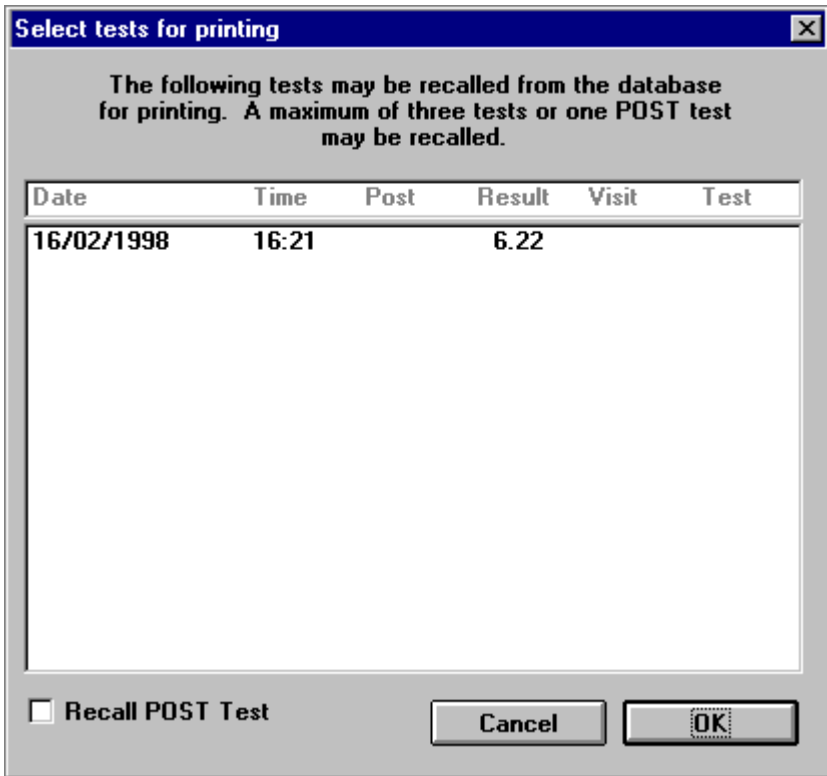 Select tests for printing
The following tests may be recalled from the database
for printing. A maximum of three tests or one POST test
may be recalled.
Date Time Post Result Visit Test
16/02/1998 16:21 6.22
Recall POST Test Cancel OK